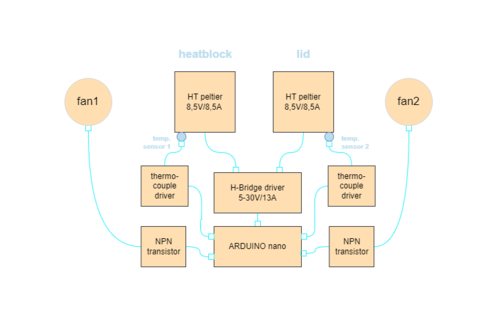 heatblock
lid
fan1
HT peltier
8,5V/8,5A
HT peltier
8,5V/8,5A
fan2
temp.
sensor 1
temp.
sensor 2
thermo-
couple
driver
H-Bridge driver
5-30V/13A
thermo-
couple
driver
NPN
transistor
ARDUINO nano
NPN
transistor